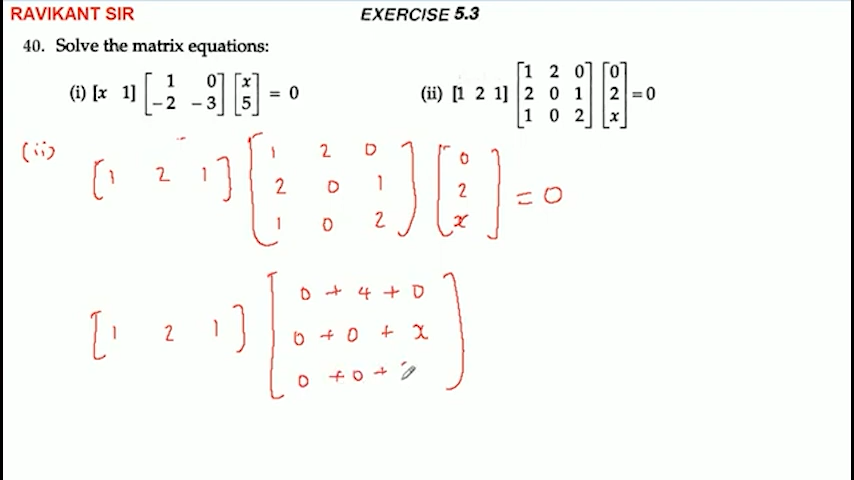 RAVIKANT SIR
EXERCISE 5.3
40. Solve the matrix equations:
(i) [x 1] [1 0; -2 -3] [x; 5] = 0
(ii) [1 2 1] [1 2 0; 2 0 1; 1 0 2] [0; 2; x] = 0
(ii)
[1 2 1] [1 2 0; 2 0 1; 1 0 2] [0; 2; x] = 0
[1 2 1] [0 + 4 + 0; 0 + 0 + x; 0 + 0 +]